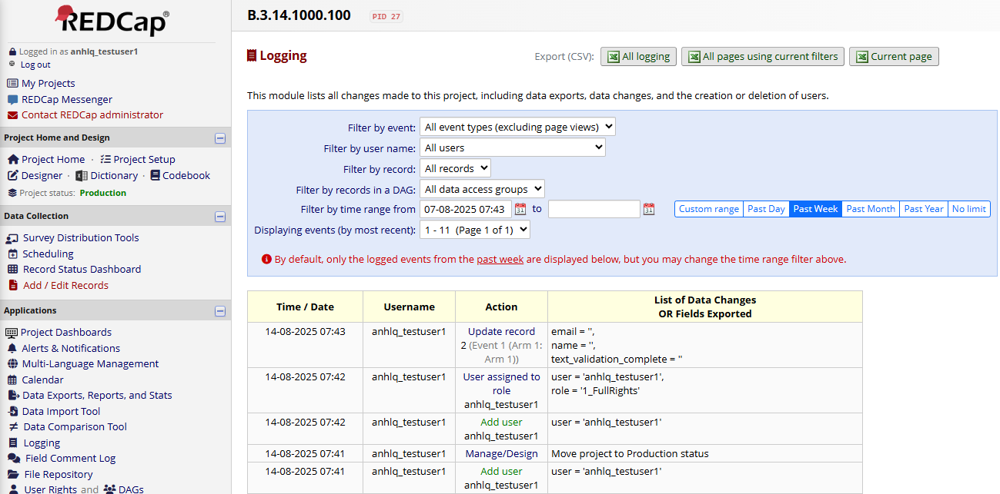 REDCap®
B.3.14.1000.100 PID 27
Logged in as anhlq_testuser1
Log out
My Projects
REDCap Messenger
Contact REDCap administrator
Project Home and Design
Project Home · Project Setup
Designer · Dictionary · Codebook
Project status: Production
Data Collection
Survey Distribution Tools
Scheduling
Record Status Dashboard
Add / Edit Records
Applications
Project Dashboards
Alerts & Notifications
Multi-Language Management
Calendar
Data Exports, Reports, and Stats
Data Import Tool
Data Comparison Tool
Logging
Field Comment Log
File Repository
User Rights and DAGs
Logging
Export (CSV): All logging All pages using current filters Current page
This module lists all changes made to this project, including data exports, data changes, and the creation or deletion of users.
Filter by event: All event types (excluding page views)
Filter by user name: All users
Filter by record: All records
Filter by records in a DAG: All data access groups
Filter by time range from 07-08-2025 07:43 to Custom range Past Day Past Week Past Month Past Year No limit
Displaying events (by most recent): 1 - 11 (Page 1 of 1)
By default, only the logged events from the past week are displayed below, but you may change the time range filter above.
Time / Date Username Action List of Data Changes
OR Fields Exported
14-08-2025 07:43 anhlq_testuser1 Update record email = '',
2 (Event 1 (Arm 1: name = '',
Arm 1)) text_validation_complete = ''
14-08-2025 07:42 anhlq_testuser1 User assigned to user = 'anhlq_testuser1',
role role = '1_FullRights'
anhlq_testuser1
14-08-2025 07:42 anhlq_testuser1 Add user user = 'anhlq_testuser1'
anhlq_testuser1
14-08-2025 07:41 anhlq_testuser1 Manage/Design Move project to Production status
14-08-2025 07:41 anhlq_testuser1 Add user user = 'anhlq_testuser1'
anhlq_testuser1